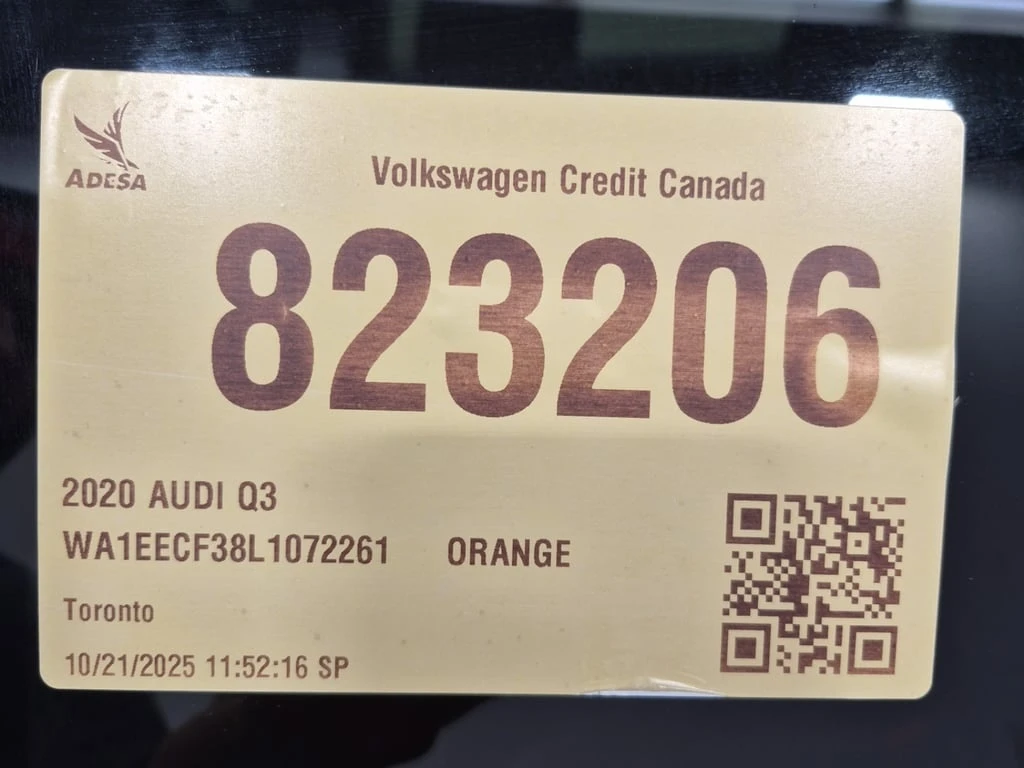 ADESA
Volkswagen Credit Canada
823206
2020 AUDI Q3
WA1EECF38L1072261 ORANGE
Toronto
10/21/2025 11:52:16 SP